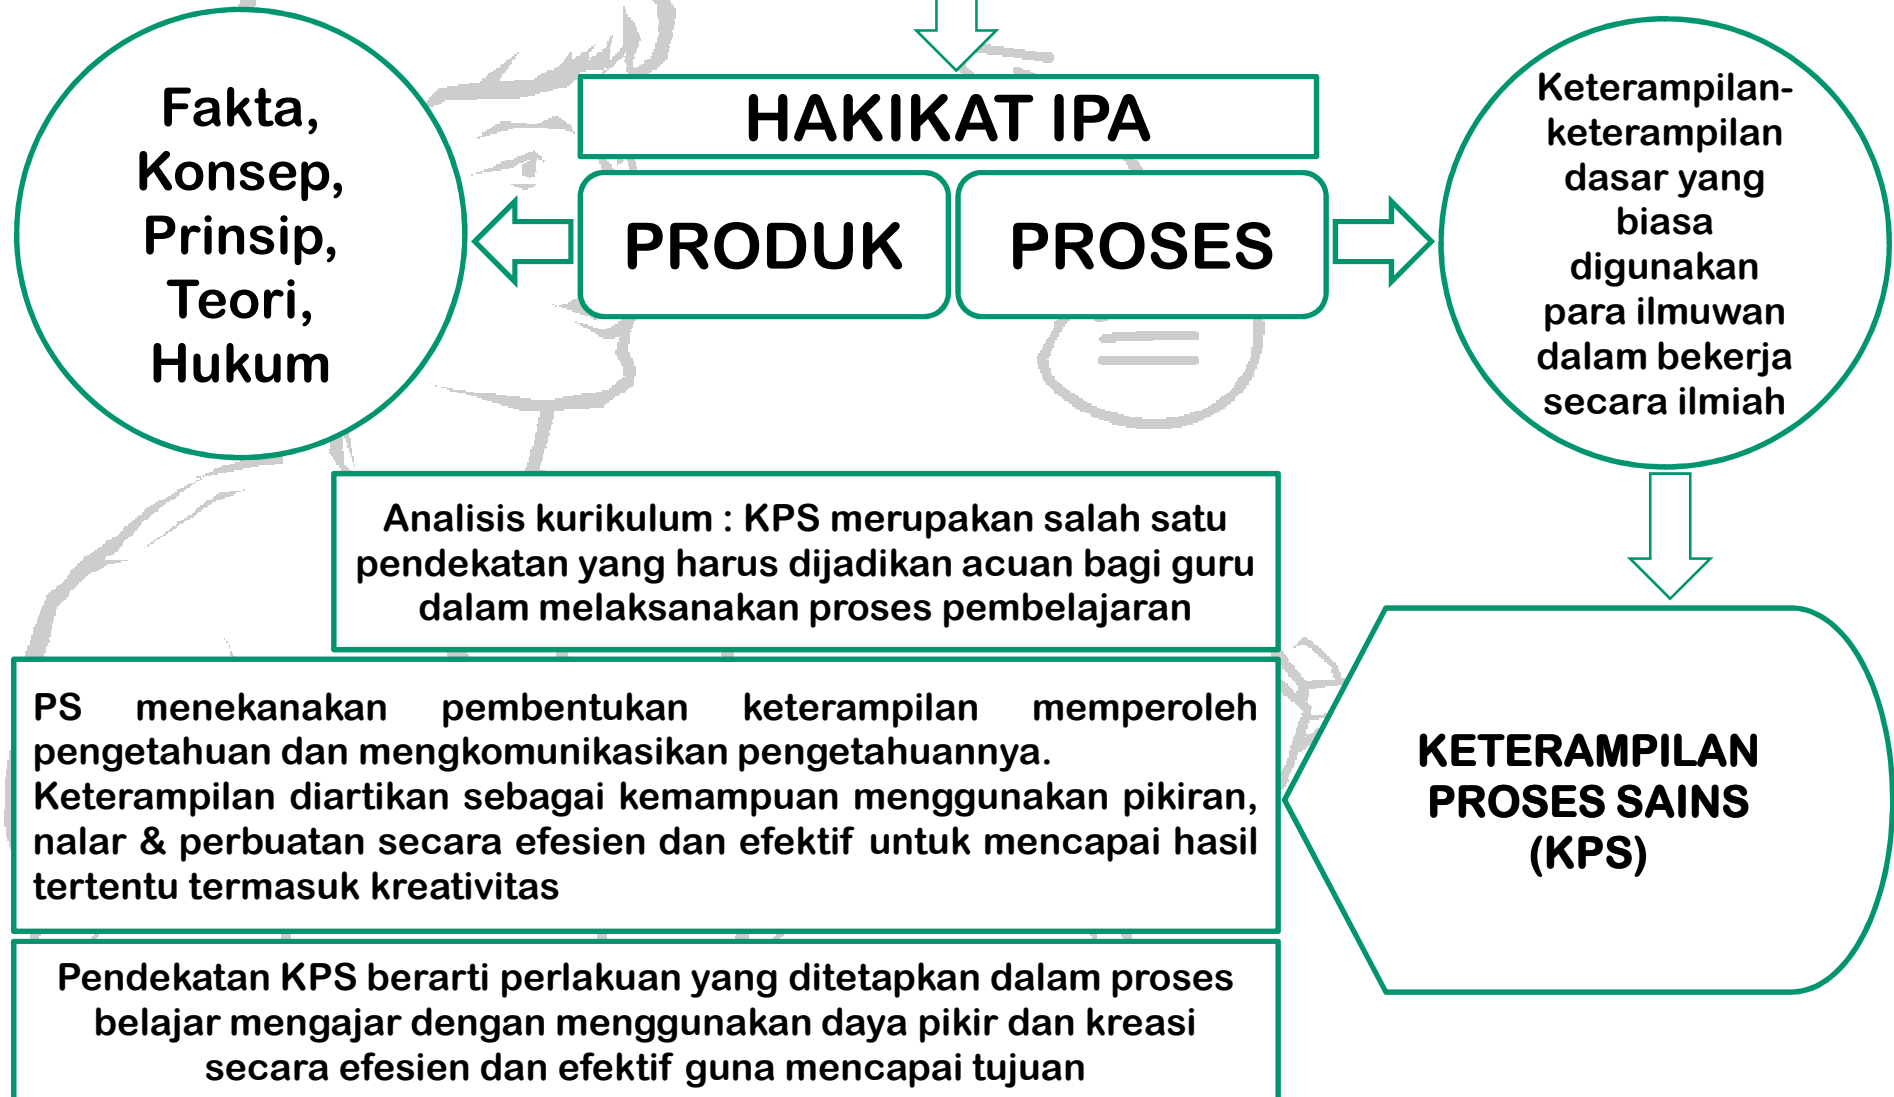 HAKIKAT IPA
PRODUK
PROSES
Fakta,
Konsep,
Prinsip,
Teori,
Hukum
Keterampilan-
keterampilan
dasar yang
biasa
digunakan
para ilmuwan
dalam bekerja
secara ilmiah
KETERAMPILAN
PROSES SAINS
(KPS)
Analisis kurikulum : KPS merupakan salah satu
pendekatan yang harus dijadikan acuan bagi guru
dalam melaksanakan proses pembelajaran
PS menekanakan pembentukan keterampilan memperoleh
pengetahuan dan mengkomunikasikan pengetahuannya.
Keterampilan diartikan sebagai kemampuan menggunakan pikiran,
nalar & perbuatan secara efesien dan efektif untuk mencapai hasil
tertentu termasuk kreativitas
Pendekatan KPS berarti perlakuan yang ditetapkan dalam proses
belajar mengajar dengan menggunakan daya pikir dan kreasi
secara efesien dan efektif guna mencapai tujuan